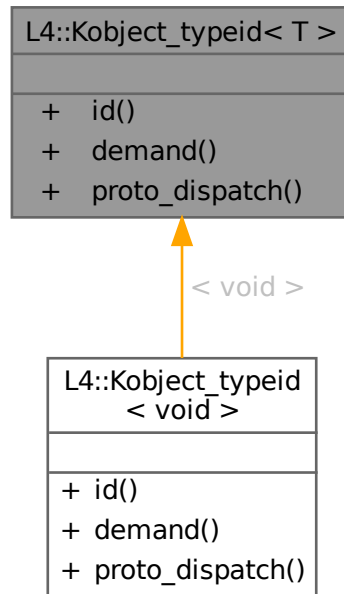 L4::Kobject_typeid< T >
+ id()
+ demand()
+ proto_dispatch()
< void >
L4::Kobject_typeid
< void >
+ id()
+ demand()
+ proto_dispatch()